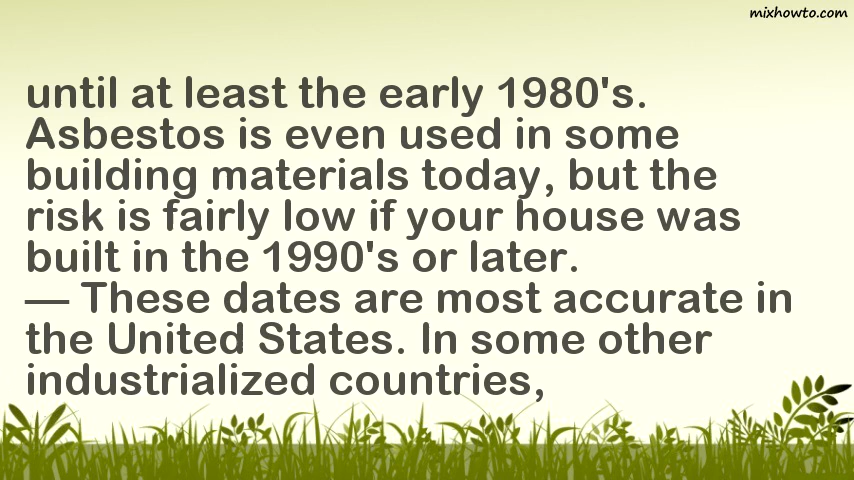 mixhowto.com
until at least the early 1980's.
Asbestos is even used in some
building materials today, but the
risk is fairly low if your house was
built in the 1990's or later.
— These dates are most accurate in
the United States. In some other
industrialized countries,